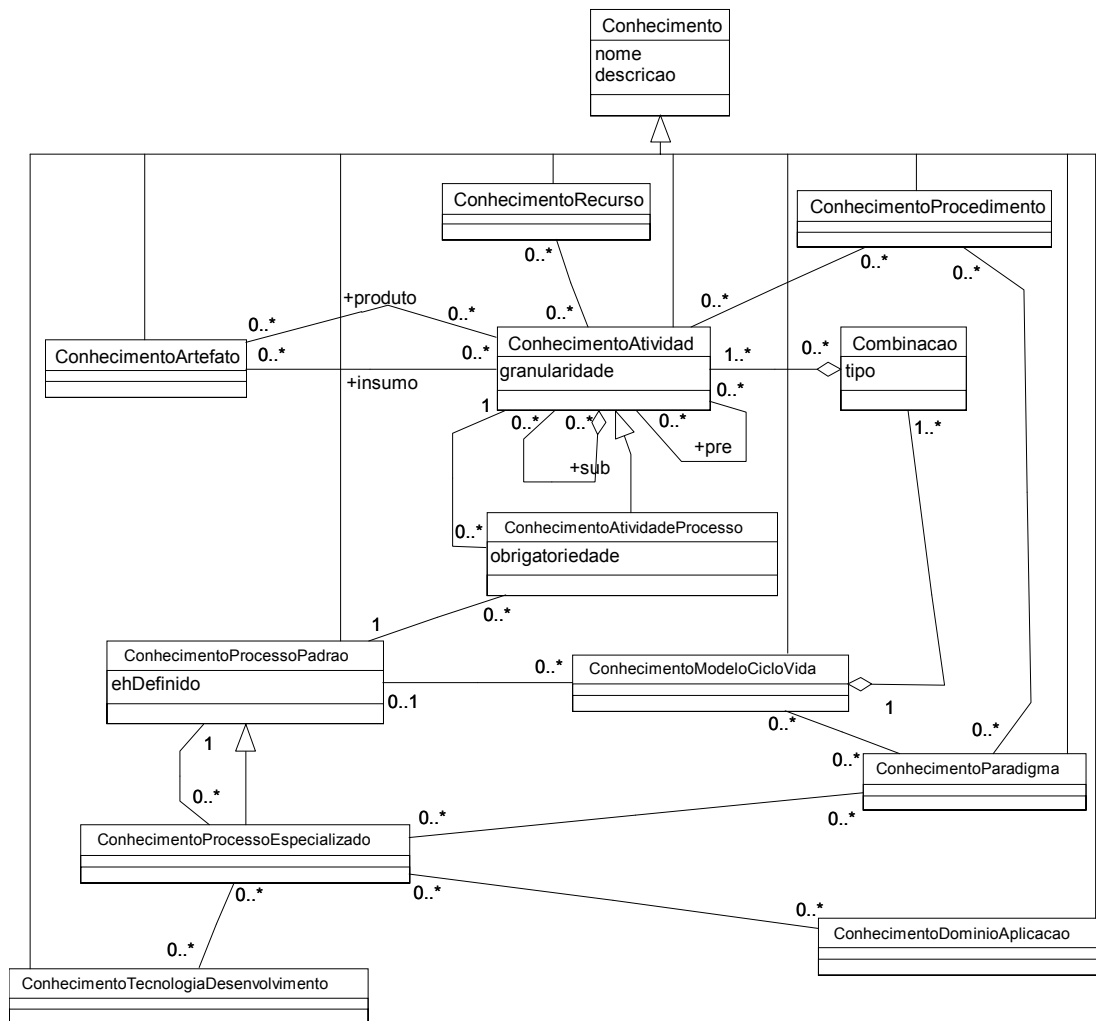 Conhecimento
nome
descricao
ConhecimentoRecurso
ConhecimentoProcedimento
0..*
0..*
0..*
+produto
0..*
0..*
0..*
0..*
ConhecimentoArtefato
ConhecimentoAtividad
Combinacao
0..*
0..*
1..*
0..*
granularidade
tipo
+insumo
0..*
1
0..*
0..*
0..*
1..*
+pre
+sub
ConhecimentoAtividadeProcesso
0..*
obrigatoriedade
0..*
1
ConhecimentoProcessoPadrao
ConhecimentoModeloCicloVida
0..*
ehDefinido
0..1
1
0..*
0..*
1
0..*
ConhecimentoParadigma
0..*
0..*
0..*
ConhecimentoProcessoEspecializado
0..*
0..*
0..*
ConhecimentoDominioAplicacao
0..*
ConhecimentoTecnologiaDesenvolvimento